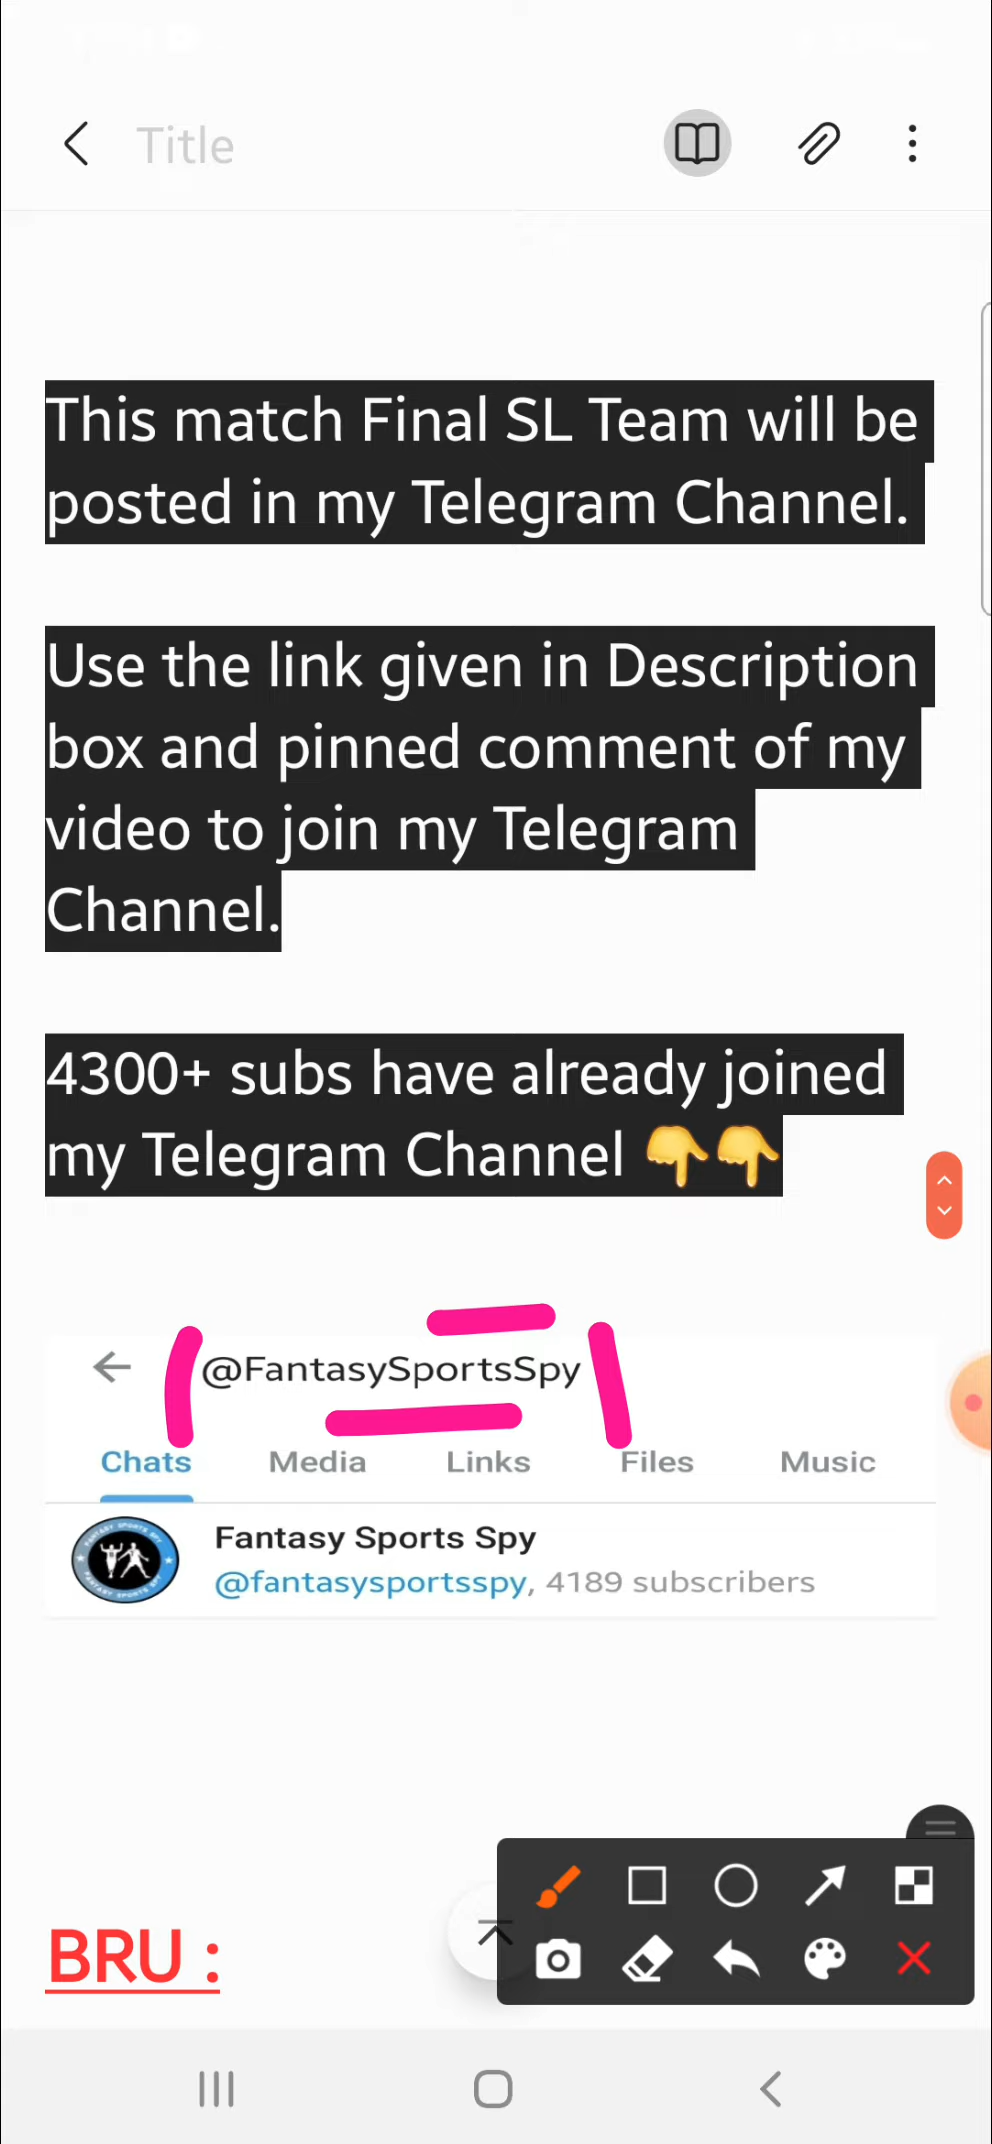 Title
This match Final SL Team will be
posted in my Telegram Channel.
Use the link given in Description
box and pinned comment of my
video to join my Telegram
Channel.
4300+ subs have already joined
my Telegram Channel 👇👇
@FantasySportsSpy
Chats Media Links Files Music
Fantasy Sports Spy
@fantasysportsspy, 4189 subscribers
BRU :